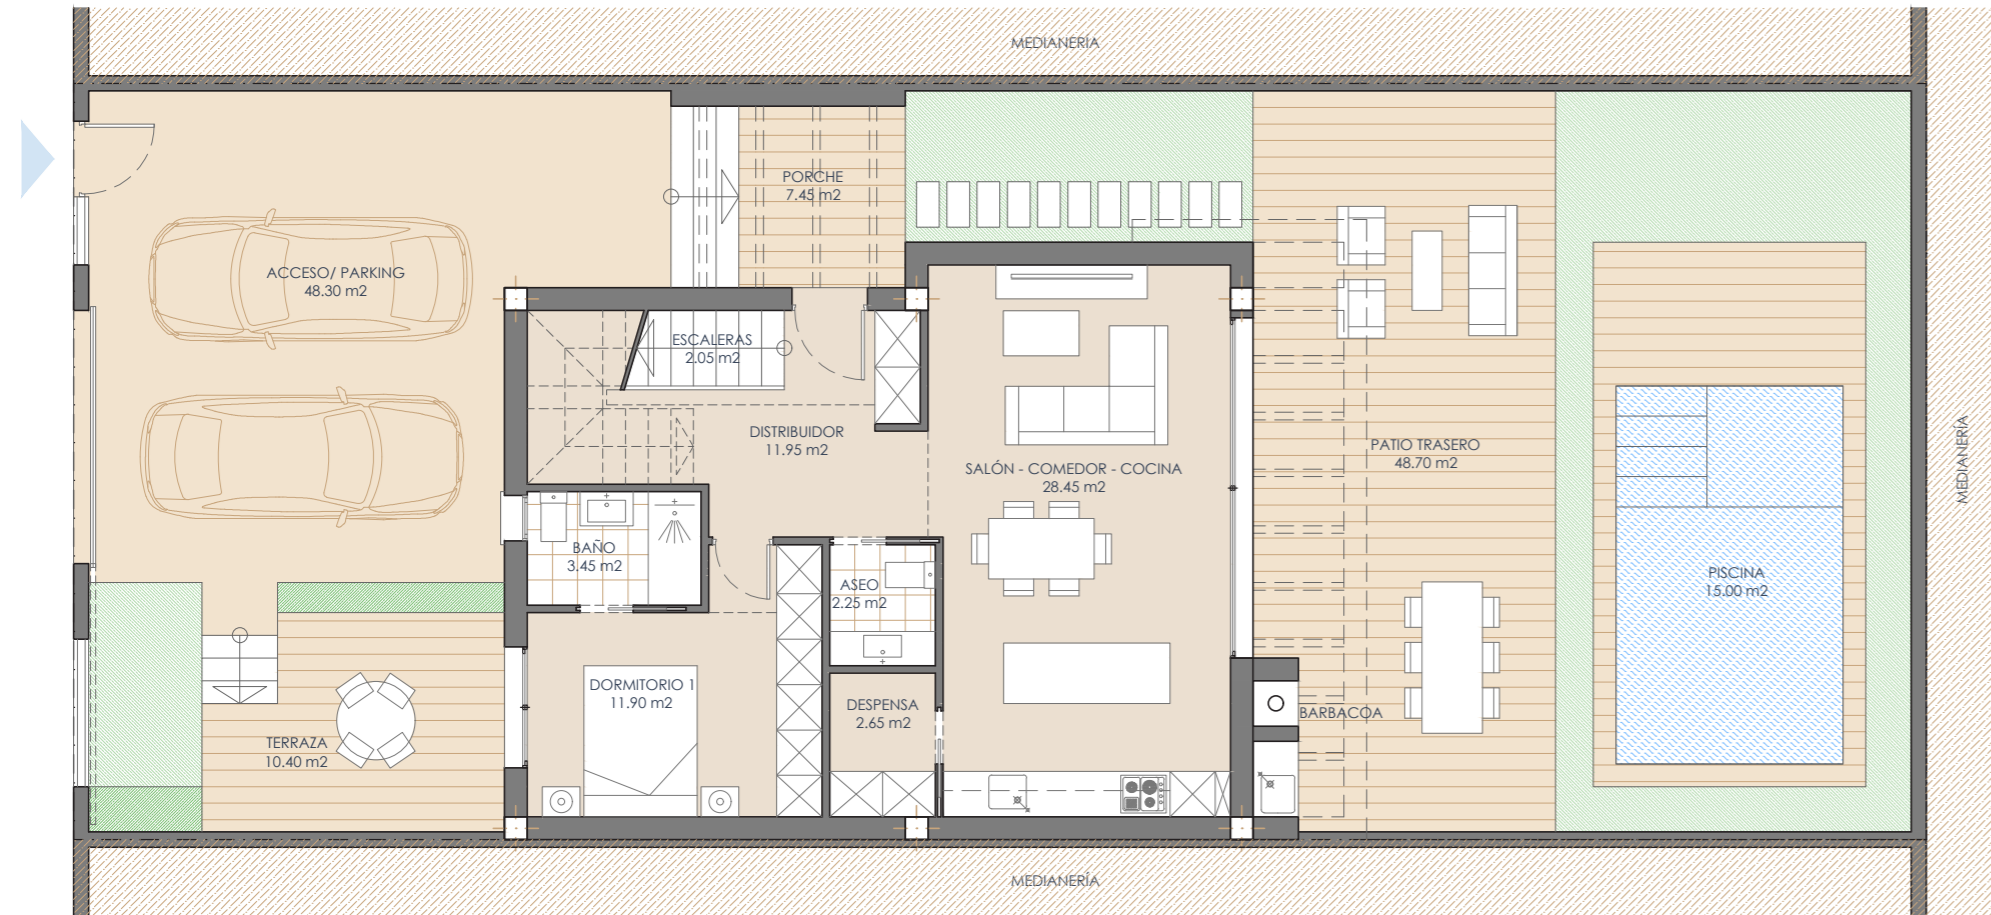 MEDIANERÍA
PORCHE
7.45 m2
ACCESO/ PARKING
48.30 m2
ESCALERAS
2.05 m2
DISTRIBUIDOR
11.95 m2
SALÓN - COMEDOR - COCINA
28.45 m2
PATIO TRASERO
48.70 m2
MEDIANERÍA
BAÑO
3.45 m2
ASEO
2.25 m2
PISCINA
15.00 m2
DORMITORIO 1
11.90 m2
DESPENSA
2.65 m2
BARBACOA
TERRAZA
10.40 m2
MEDIANERÍA